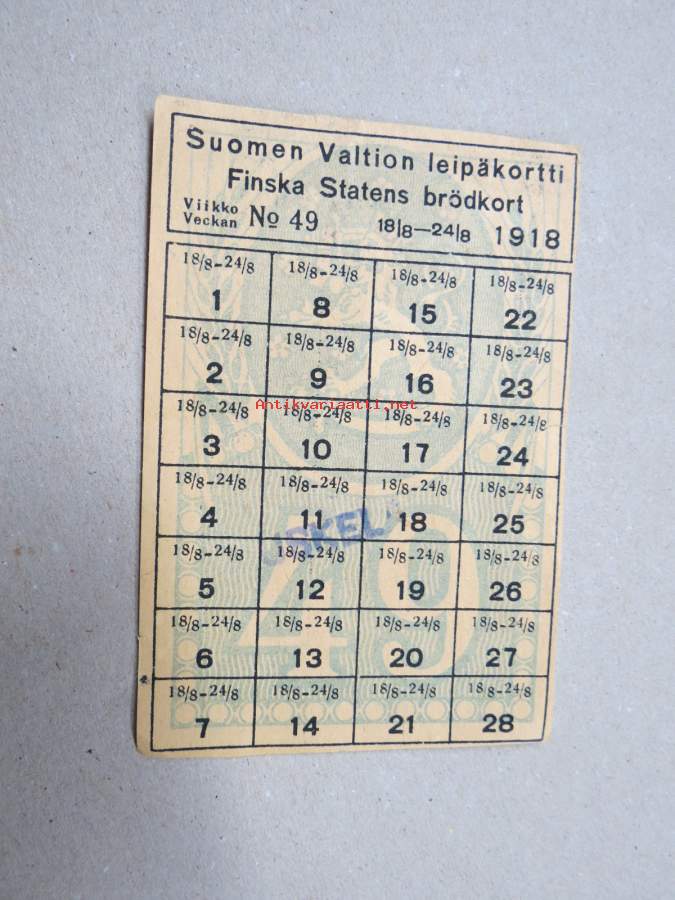 Suomen Valtion leipäkortti
Finska Statens brödkort
Viikko
Veckan No 49 18/8—24/8 1918
18/8-24/8 18/8-24/8 18/8-24/8 18/8-24/8
1 8 15 22
18/8-24/8 18/8-24/8 18/8-24/8 18/8-24/8
2 9 16 23
Antikvariaatti.net
18/8-24/8 18/8-24/8 18/8-24/8 18/8-24/8
3 10 17 24
18/8-24/8 18/8-24/8 18/8-24/8 18/8-24/8
4 11 18 25
18/8-24/8 18/8-24/8 18/8-24/8 18/8-24/8
5 12 19 26
18/8-24/8 18/8-24/8 18/8-24/8 18/8-24/8
6 13 20 27
18/8-24/8 18/8-24/8 18/8-24/8 18/8-24/8
7 14 21 28
49